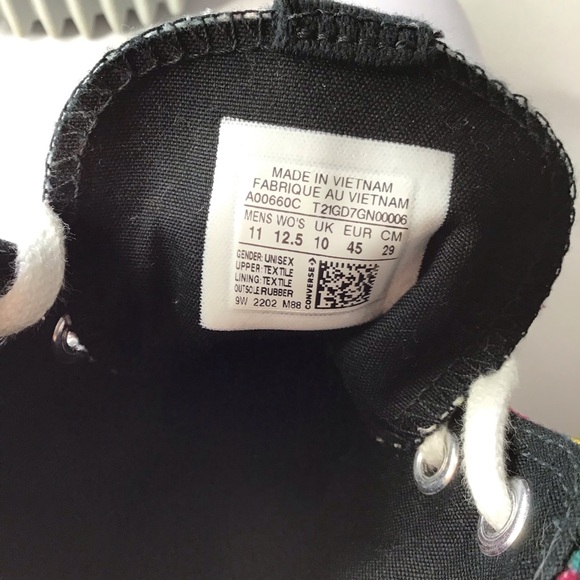 MADE IN VIETNAM
FABRIQUE AU VIETNAM
A00660C T21GD7GN00006
MENS WO'S UK EUR CM
11 12.5 10 45 29
GENDER: UNISEX
UPPER: TEXTILE
LINING: TEXTILE
OUTSOLE: RUBBER
9W 2202 M88
CONVERSE